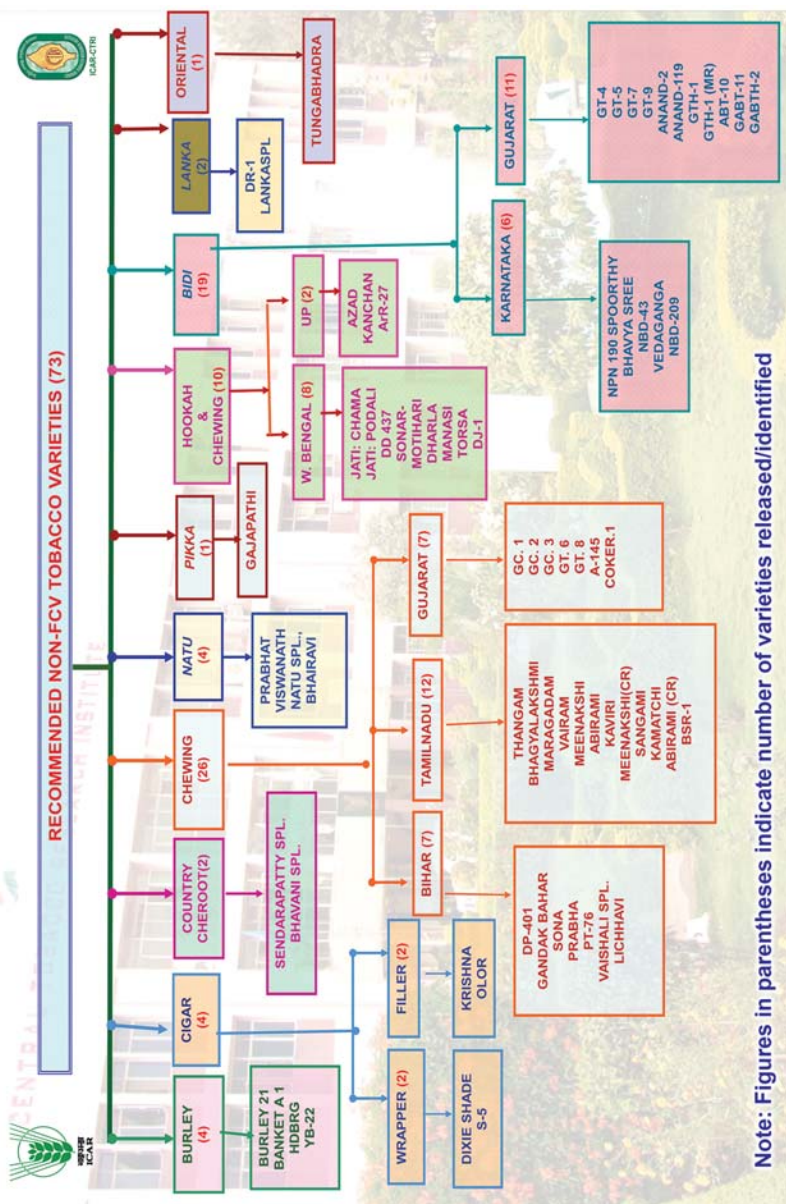 ICAR
ICAR-CTRI
RECOMMENDED NON-FCV TOBACCO VARIETIES (73)
BURLEY
(4)
BURLEY 21
BANKET A 1
HDBRG
YB-22
CIGAR
(4)
WRAPPER (2)
DIXIE SHADE
S-5
FILLER (2)
KRISHNA
OLOR
COUNTRY
CHEROOT(2)
SENDARAPATTY SPL.
BHAVANI SPL.
CHEWING
(26)
BIHAR (7)
DP-401
GANDAK BAHAR
SONA
PRABHA
PT-76
VAISHALI SPL.
LICHHAVI
TAMILNADU (12)
THANGAM
BHAGYALAKSHMI
MARAGADAM
VAIRAM
MEENAKSHI
ABIRAMI
KAVIRI
MEENAKSHI(CR)
SANGAMI
KAMATCHI
ABIRAMI (CR)
BSR-1
GUJARAT (7)
GC. 1
GC. 2
GC. 3
GT. 6
GT. 8
A-145
COKER.1
NATU
(4)
PRABHAT
VISWANATH
NATU SPL.,
BHAIRAVI
PIKKA
(1)
GAJAPATHI
HOOKAH
&
CHEWING (10)
W. BENGAL (8)
JATI: CHAMA
JATI: PODALI
DD 437
SONAR-
MOTIHARI
DHARLA
MANASI
TORSA
DJ-1
UP (2)
AZAD
KANCHAN
ArR-27
BIDI
(19)
KARNATAKA (6)
NPN 190 SPOORTHY
BHAVYA SREE
NBD-43
VEDAGANGA
NBD-209
GUJARAT (11)
GT-4
GT-5
GT-7
GT-9
ANAND-2
ANAND-119
GTH-1
GTH-1 (MR)
ABT-10
GABT-11
GABTH-2
LANKA
(2)
DR-1
LANKASPL
ORIENTAL
(1)
TUNGABHADRA
Note: Figures in parentheses indicate number of varieties released/identified